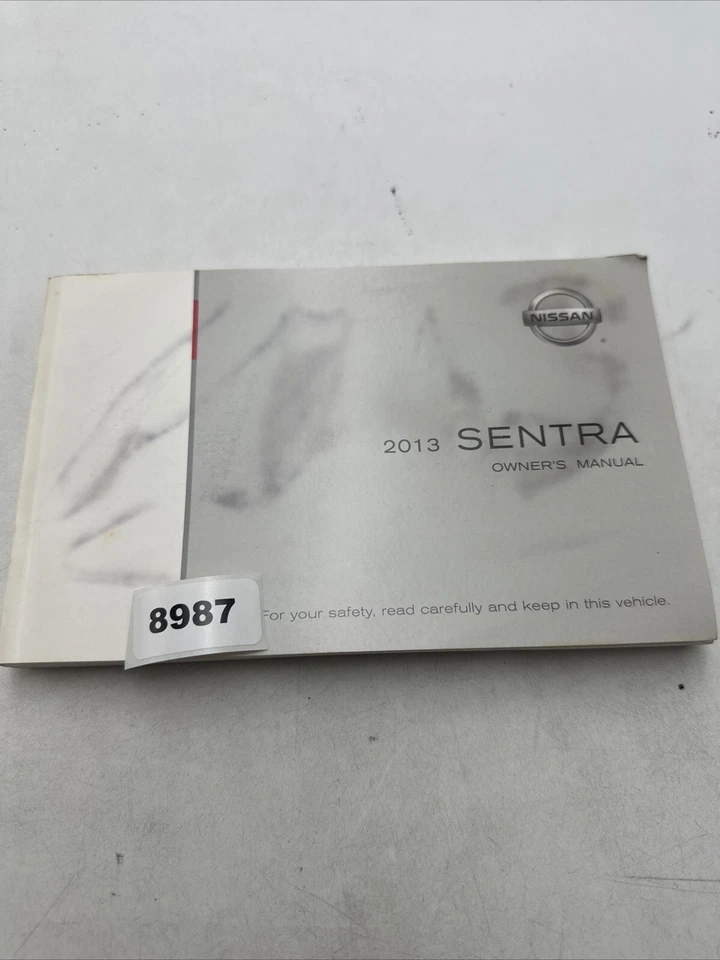 NISSAN
2013 SENTRA
OWNER'S MANUAL
For your safety, read carefully and keep in this vehicle.
8987